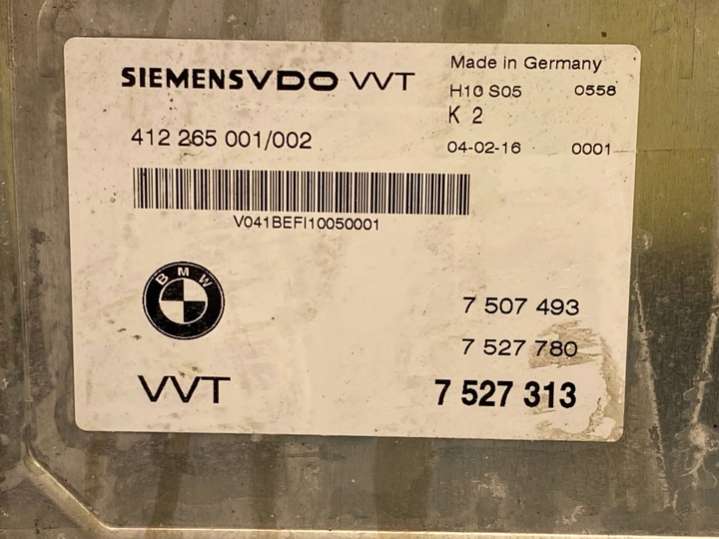 SIEMENSVDO VVT
Made in Germany
H10 S05 0558
K 2
412 265 001/002
04-02-16 0001
V041BEFI10050001
BMW
7 507 493
7 527 780
VVT 7 527 313